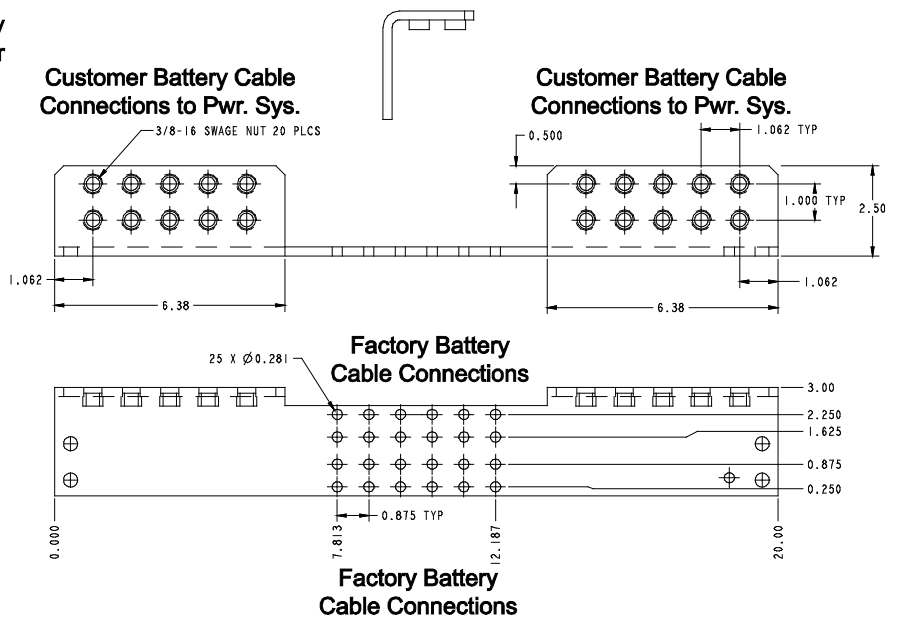 y
r
Customer Battery Cable
Connections to Pwr. Sys.
Customer Battery Cable
Connections to Pwr. Sys.
3/8-16 SWAGE NUT 20 PLCS
0.500
1.062 TYP
1.000 TYP
2.50
1.062
1.062
6.38
6.38
Factory Battery
Cable Connections
25 X Ø0.281
3.00
2.250
1.625
0.875
0.250
0.875 TYP
0.000
7.813
12.187
20.00
Factory Battery
Cable Connections